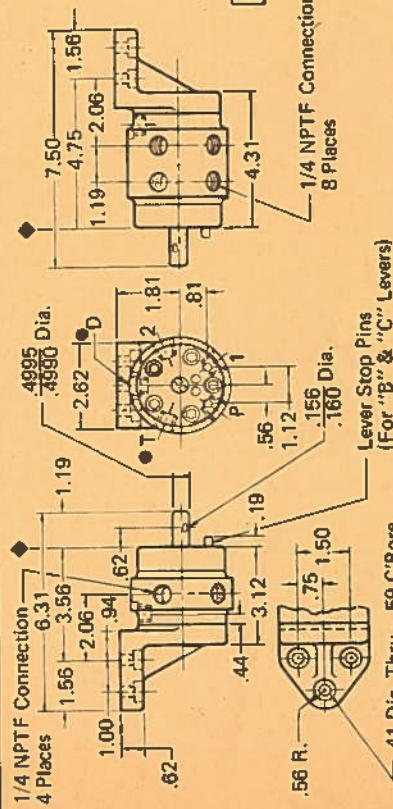 1/4 NPTF Connection
4 Places
6.31
1.56
3.56
1.19
2.06
.94
.62
1.00
.62
.44
3.12
.19
.4995
.4990 Dia.
2.62
D
T
2
1.81
.81
P
1
.56
1.12
.156 Dia.
.160
Lever Stop Pins
(For "B" & "C" Levers)
7.50
4.75
1.56
1.19
2.06
4.31
1/4 NPTF Connection
8 Places
.56 R.
.75
1.50
.41 Dia. Thru
.59 C'Bore